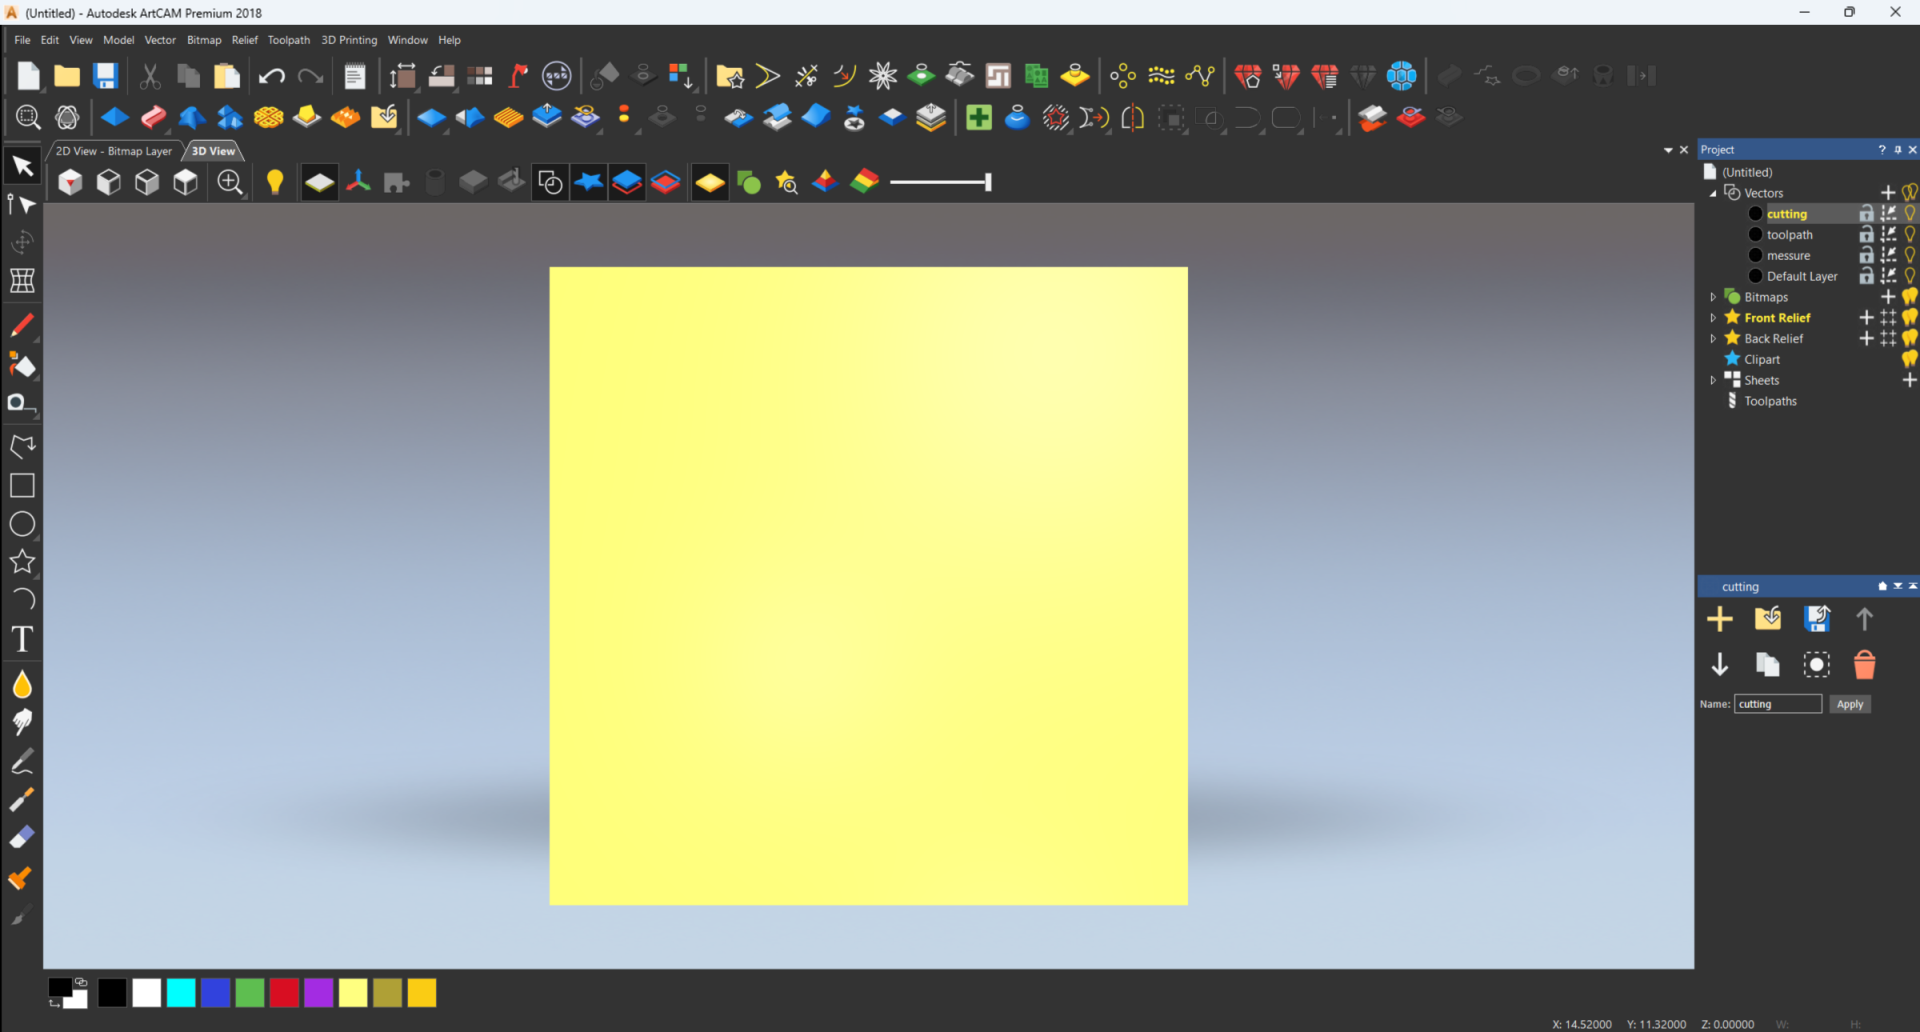 (Untitled) - Autodesk ArtCAM Premium 2018
File Edit View Model Vector Bitmap Relief Toolpath 3D Printing Window Help
2D View - Bitmap Layer 3D View
Project
(Untitled)
Vectors
cutting
toolpath
messure
Default Layer
Bitmaps
Front Relief
Back Relief
Clipart
Sheets
Toolpaths
cutting
Name: cutting Apply
X: 14.52000 Y: 11.32000 Z: 0.00000 W: H: